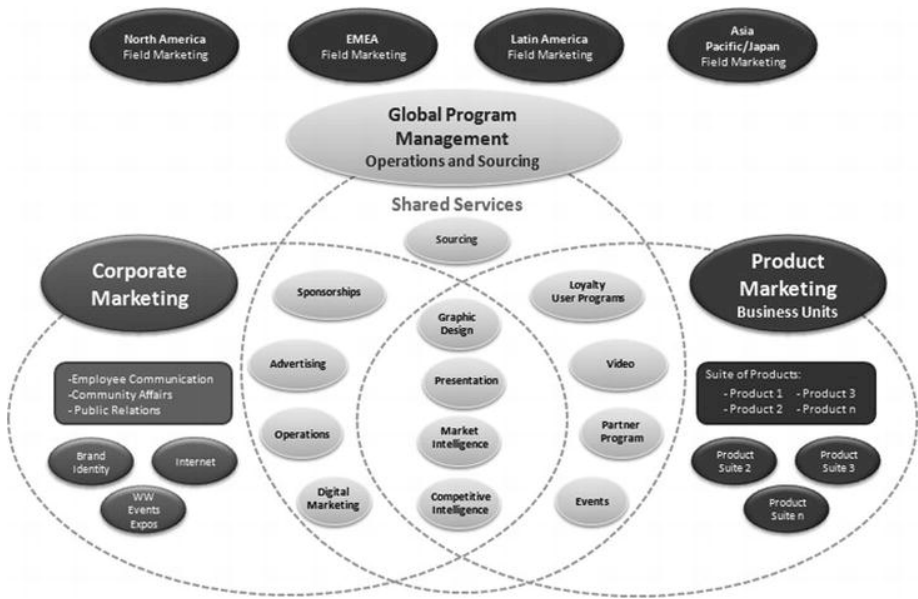 North America
Field Marketing
EMEA
Field Marketing
Latin America
Field Marketing
Asia
Pacific/Japan
Field Marketing
Global Program
Management
Operations and Sourcing
Shared Services
Sourcing
Corporate
Marketing
Product
Marketing
Business Units
Sponsorships
Loyalty
User Programs
Graphic
Design
Advertising
Presentation
Video
-Employee Communication
-Community Affairs
- Public Relations
Suite of Products:
- Product 1 - Product 3
- Product 2 - Product n
Operations
Market
Intelligence
Partner
Program
Brand
Identity
Internet
WW
Events
Expos
Product
Suite 2
Product
Suite 3
Product
Suite n
Digital
Marketing
Competitive
Intelligence
Events